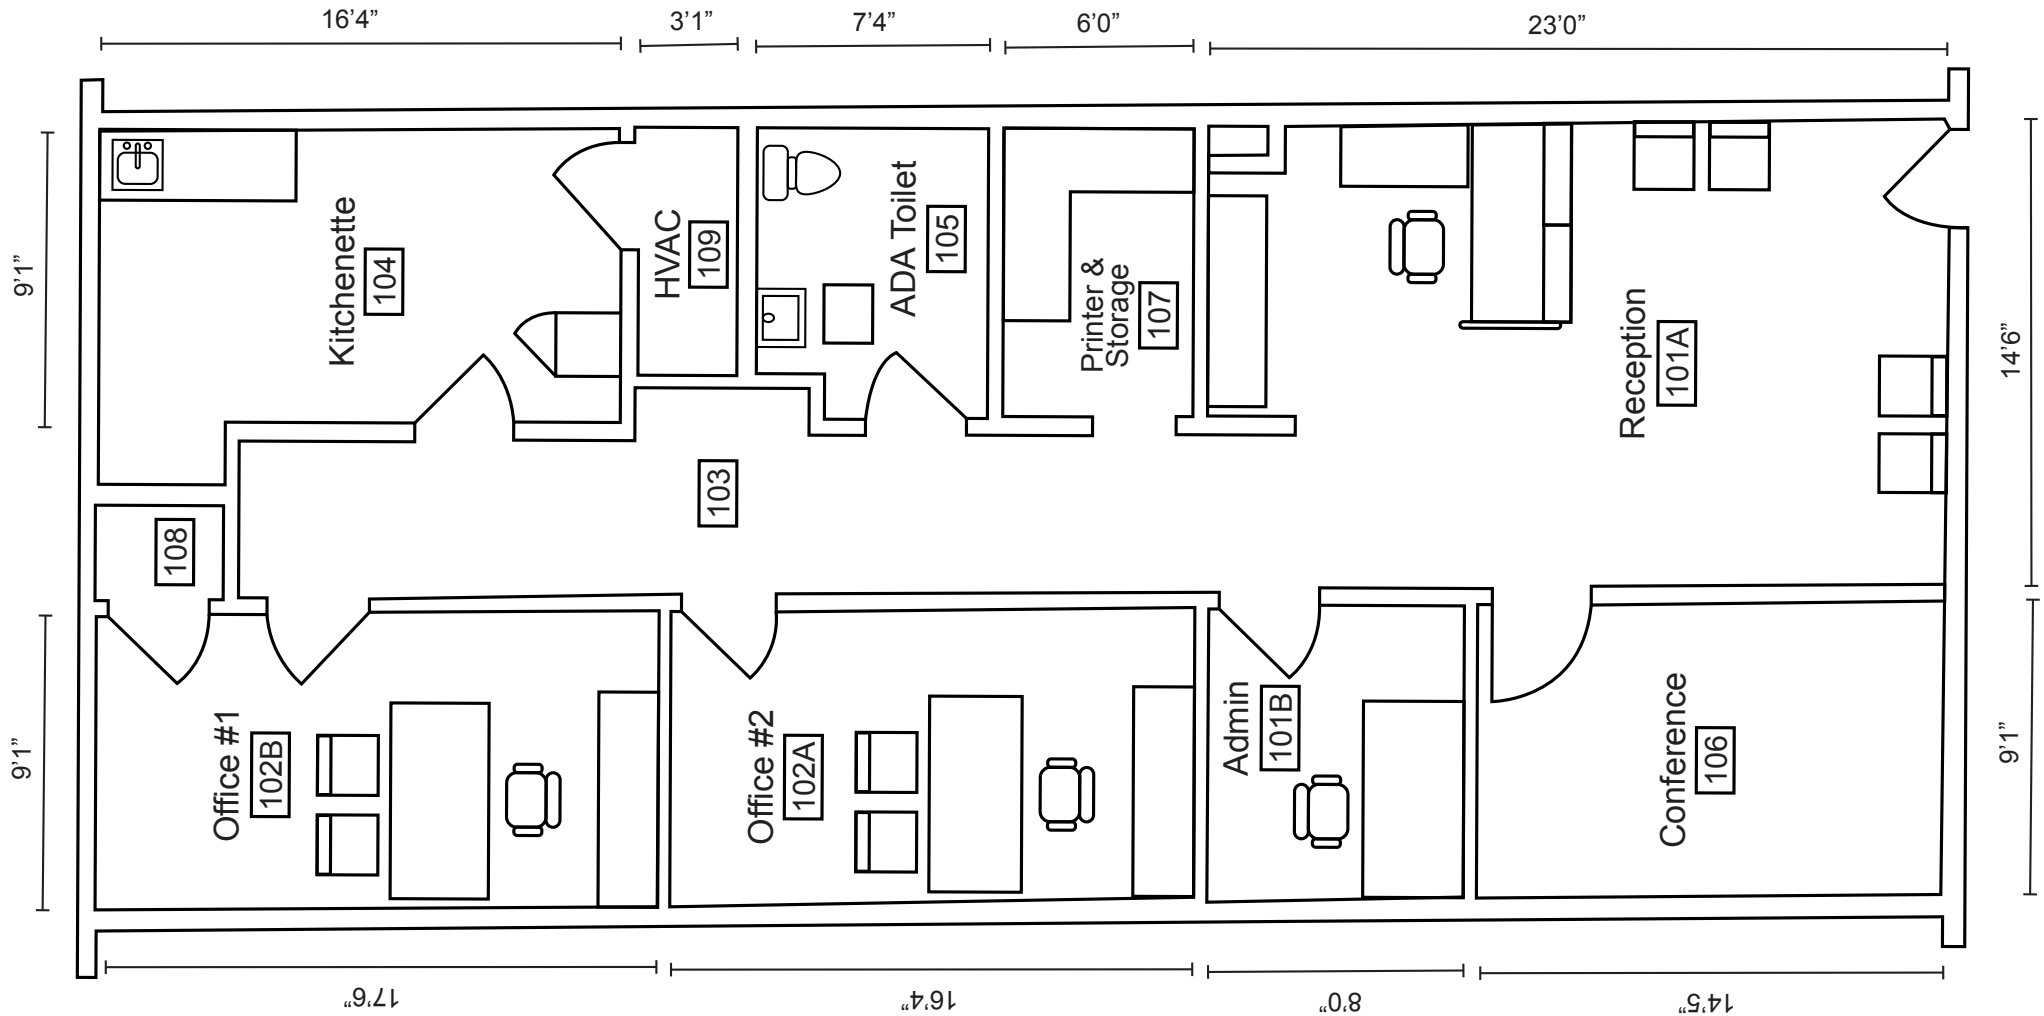 16’4”
3’1”
7’4”
6’0”
23’0”
9’1”
Kitchenette
104
HVAC
109
ADA Toilet
105
Printer &
Storage
107
Reception
101A
14’6”
103
108
9’1”
Office #1
102B
Office #2
102A
Admin
101B
Conference
106
9’1”
17’6”
16’4”
8’0”
14’5”